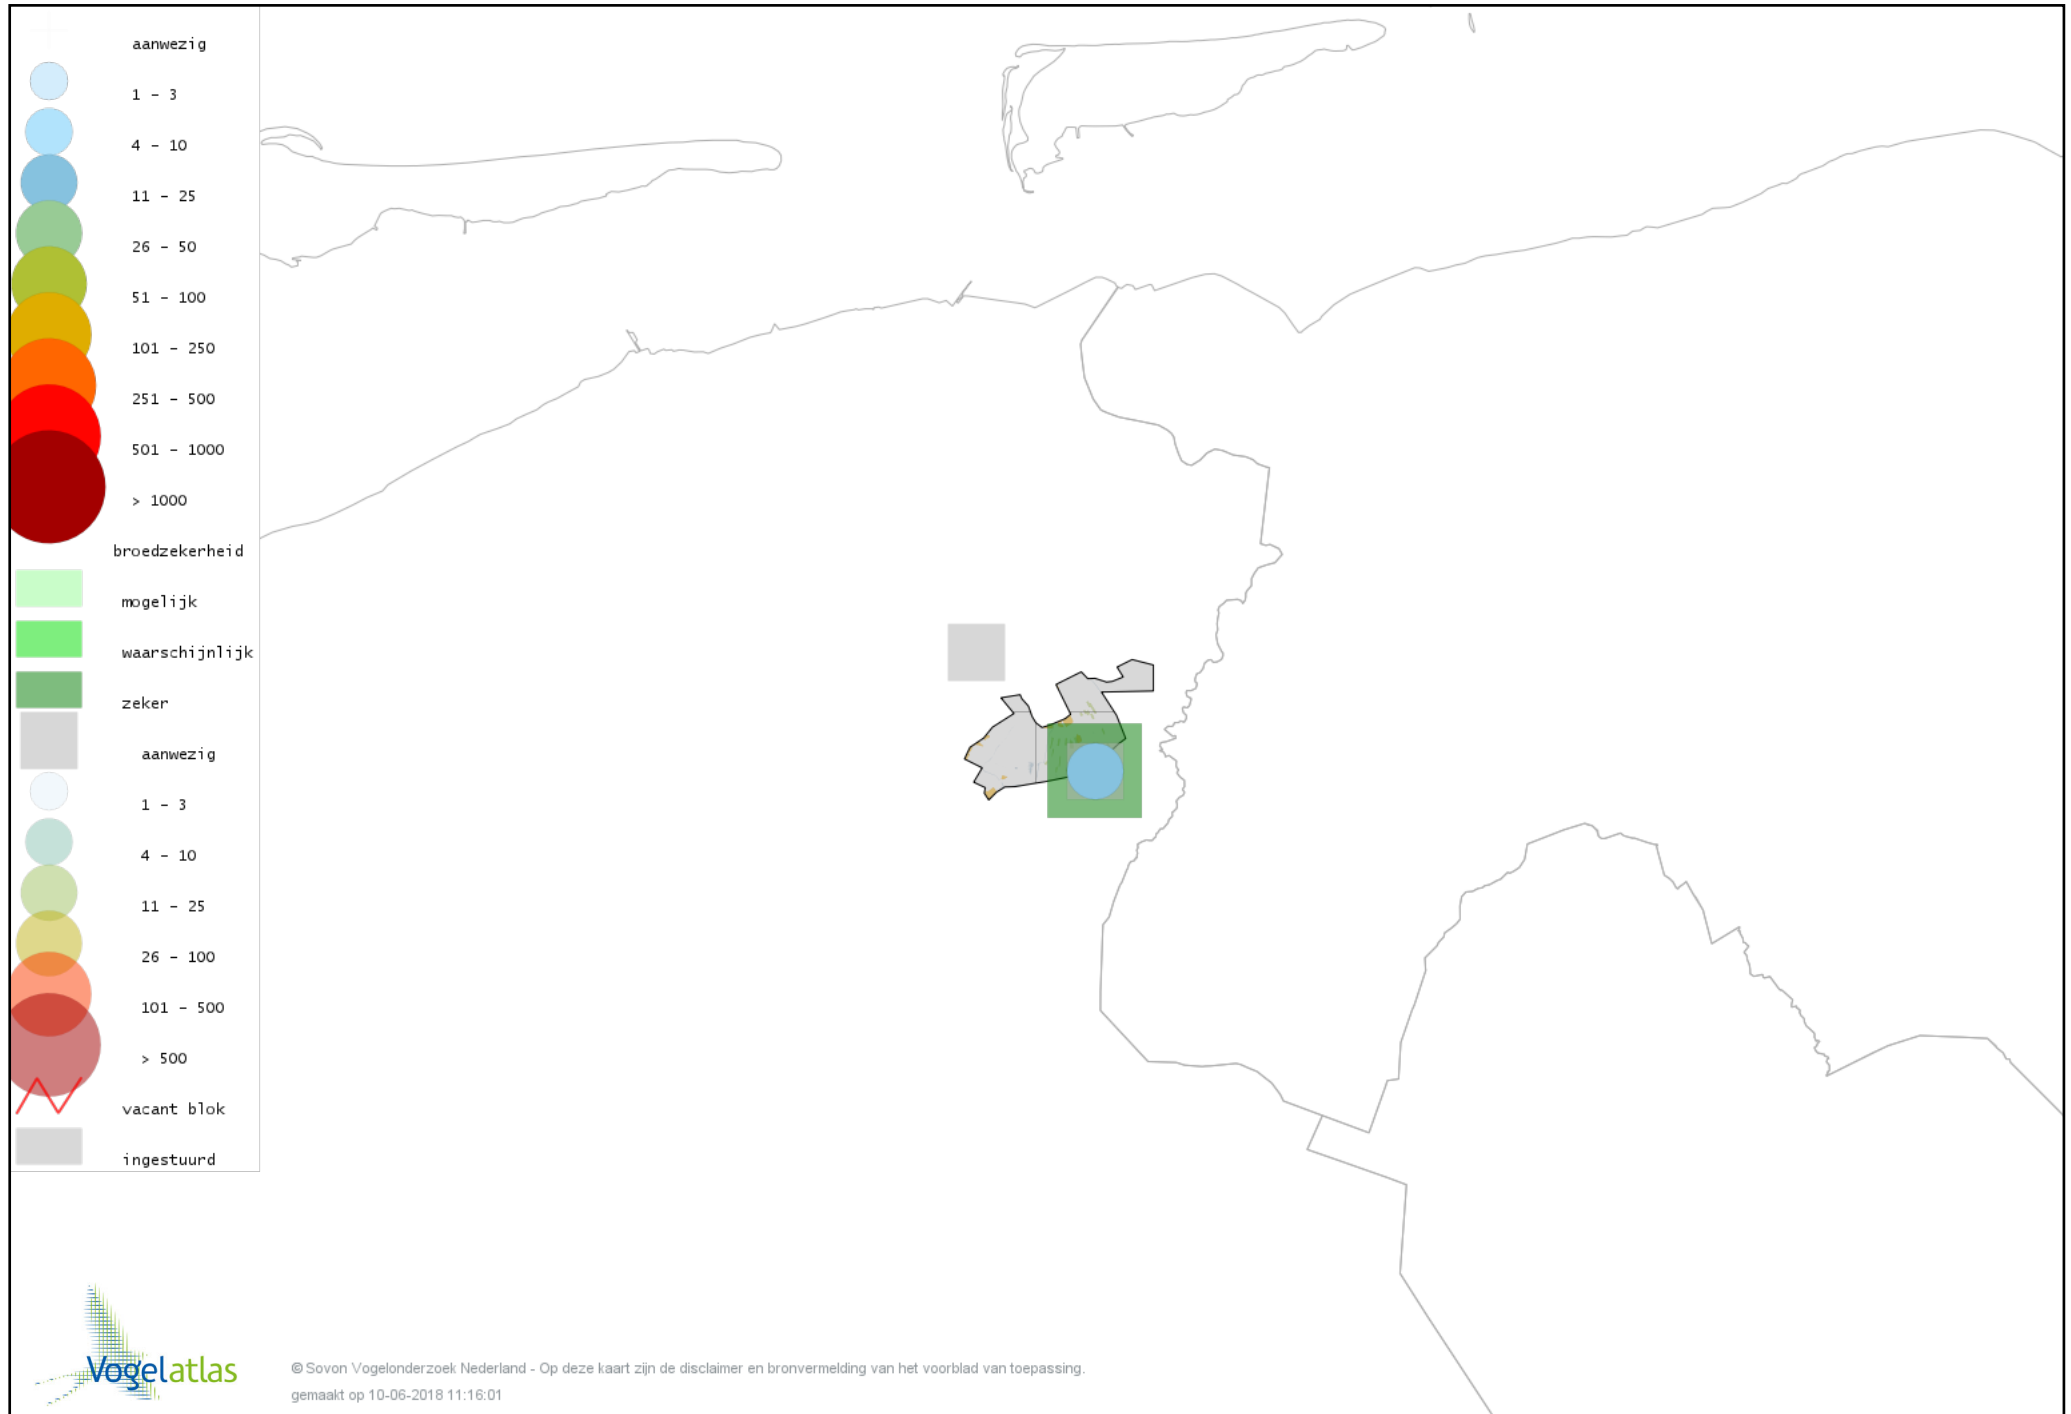 aanwezig
1 - 3
4 - 10
11 - 25
26 - 50
51 - 100
101 - 250
251 - 500
501 - 1000
> 1000
broedzekerheid
mogelijk
waarschijnlijk
zeker
aanwezig
1 - 3
4 - 10
11 - 25
26 - 100
101 - 500
> 500
vacant blok
ingestuurd
Vogelatlas
© Sovon Vogelonderzoek Nederland - Op deze kaart zijn de disclaimer en bronvermelding van het voorblad van toepassing.
gemaakt op 10-06-2018 11:16:01